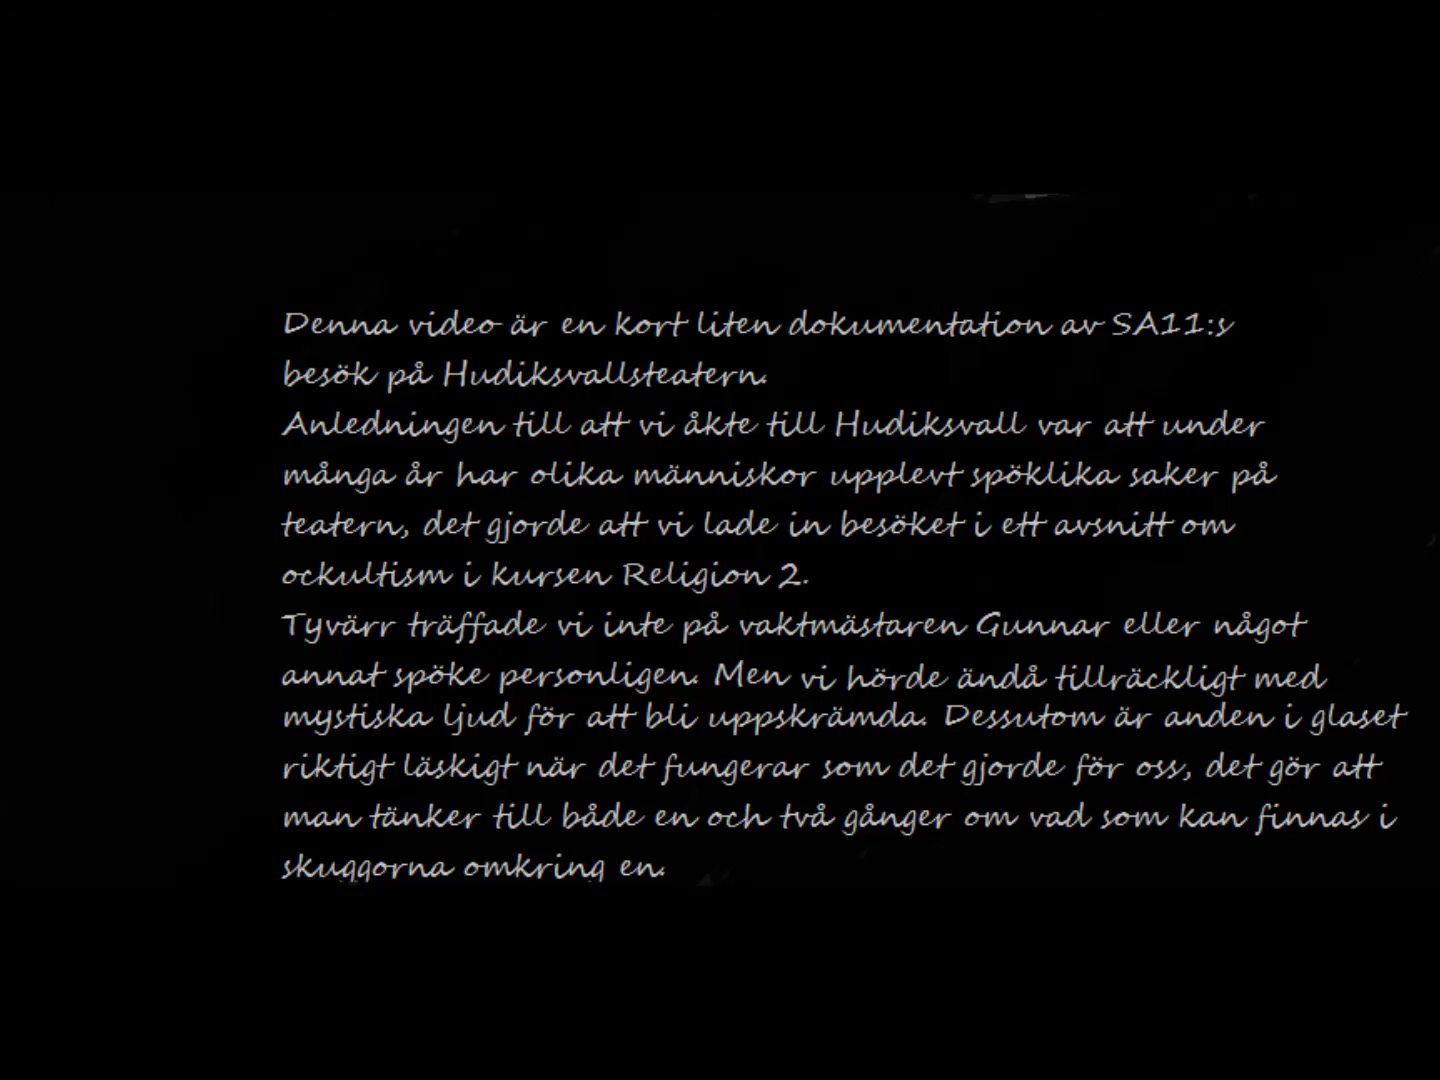 Denna video är en kort liten dokumentation av SA11:s
besök på Hudiksvallsteatern.
Anledningen till att vi åkte till Hudiksvall var att under
många år har olika människor upplevt spöklika saker på
teatern, det gjorde att vi lade in besöket i ett avsnitt om
ockultism i kursen Religion 2.
Tyvärr träffade vi inte på vaktmästaren Gunnar eller något
annat spöke personligen. Men vi hörde ändå tillräckligt med
mystiska ljud för att bli uppskrämda. Dessutom är anden i glaset
riktigt läskigt när det fungerar som det gjorde för oss, det gör att
man tänker till både en och två gånger om vad som kan finnas i
skuggorna omkring en.